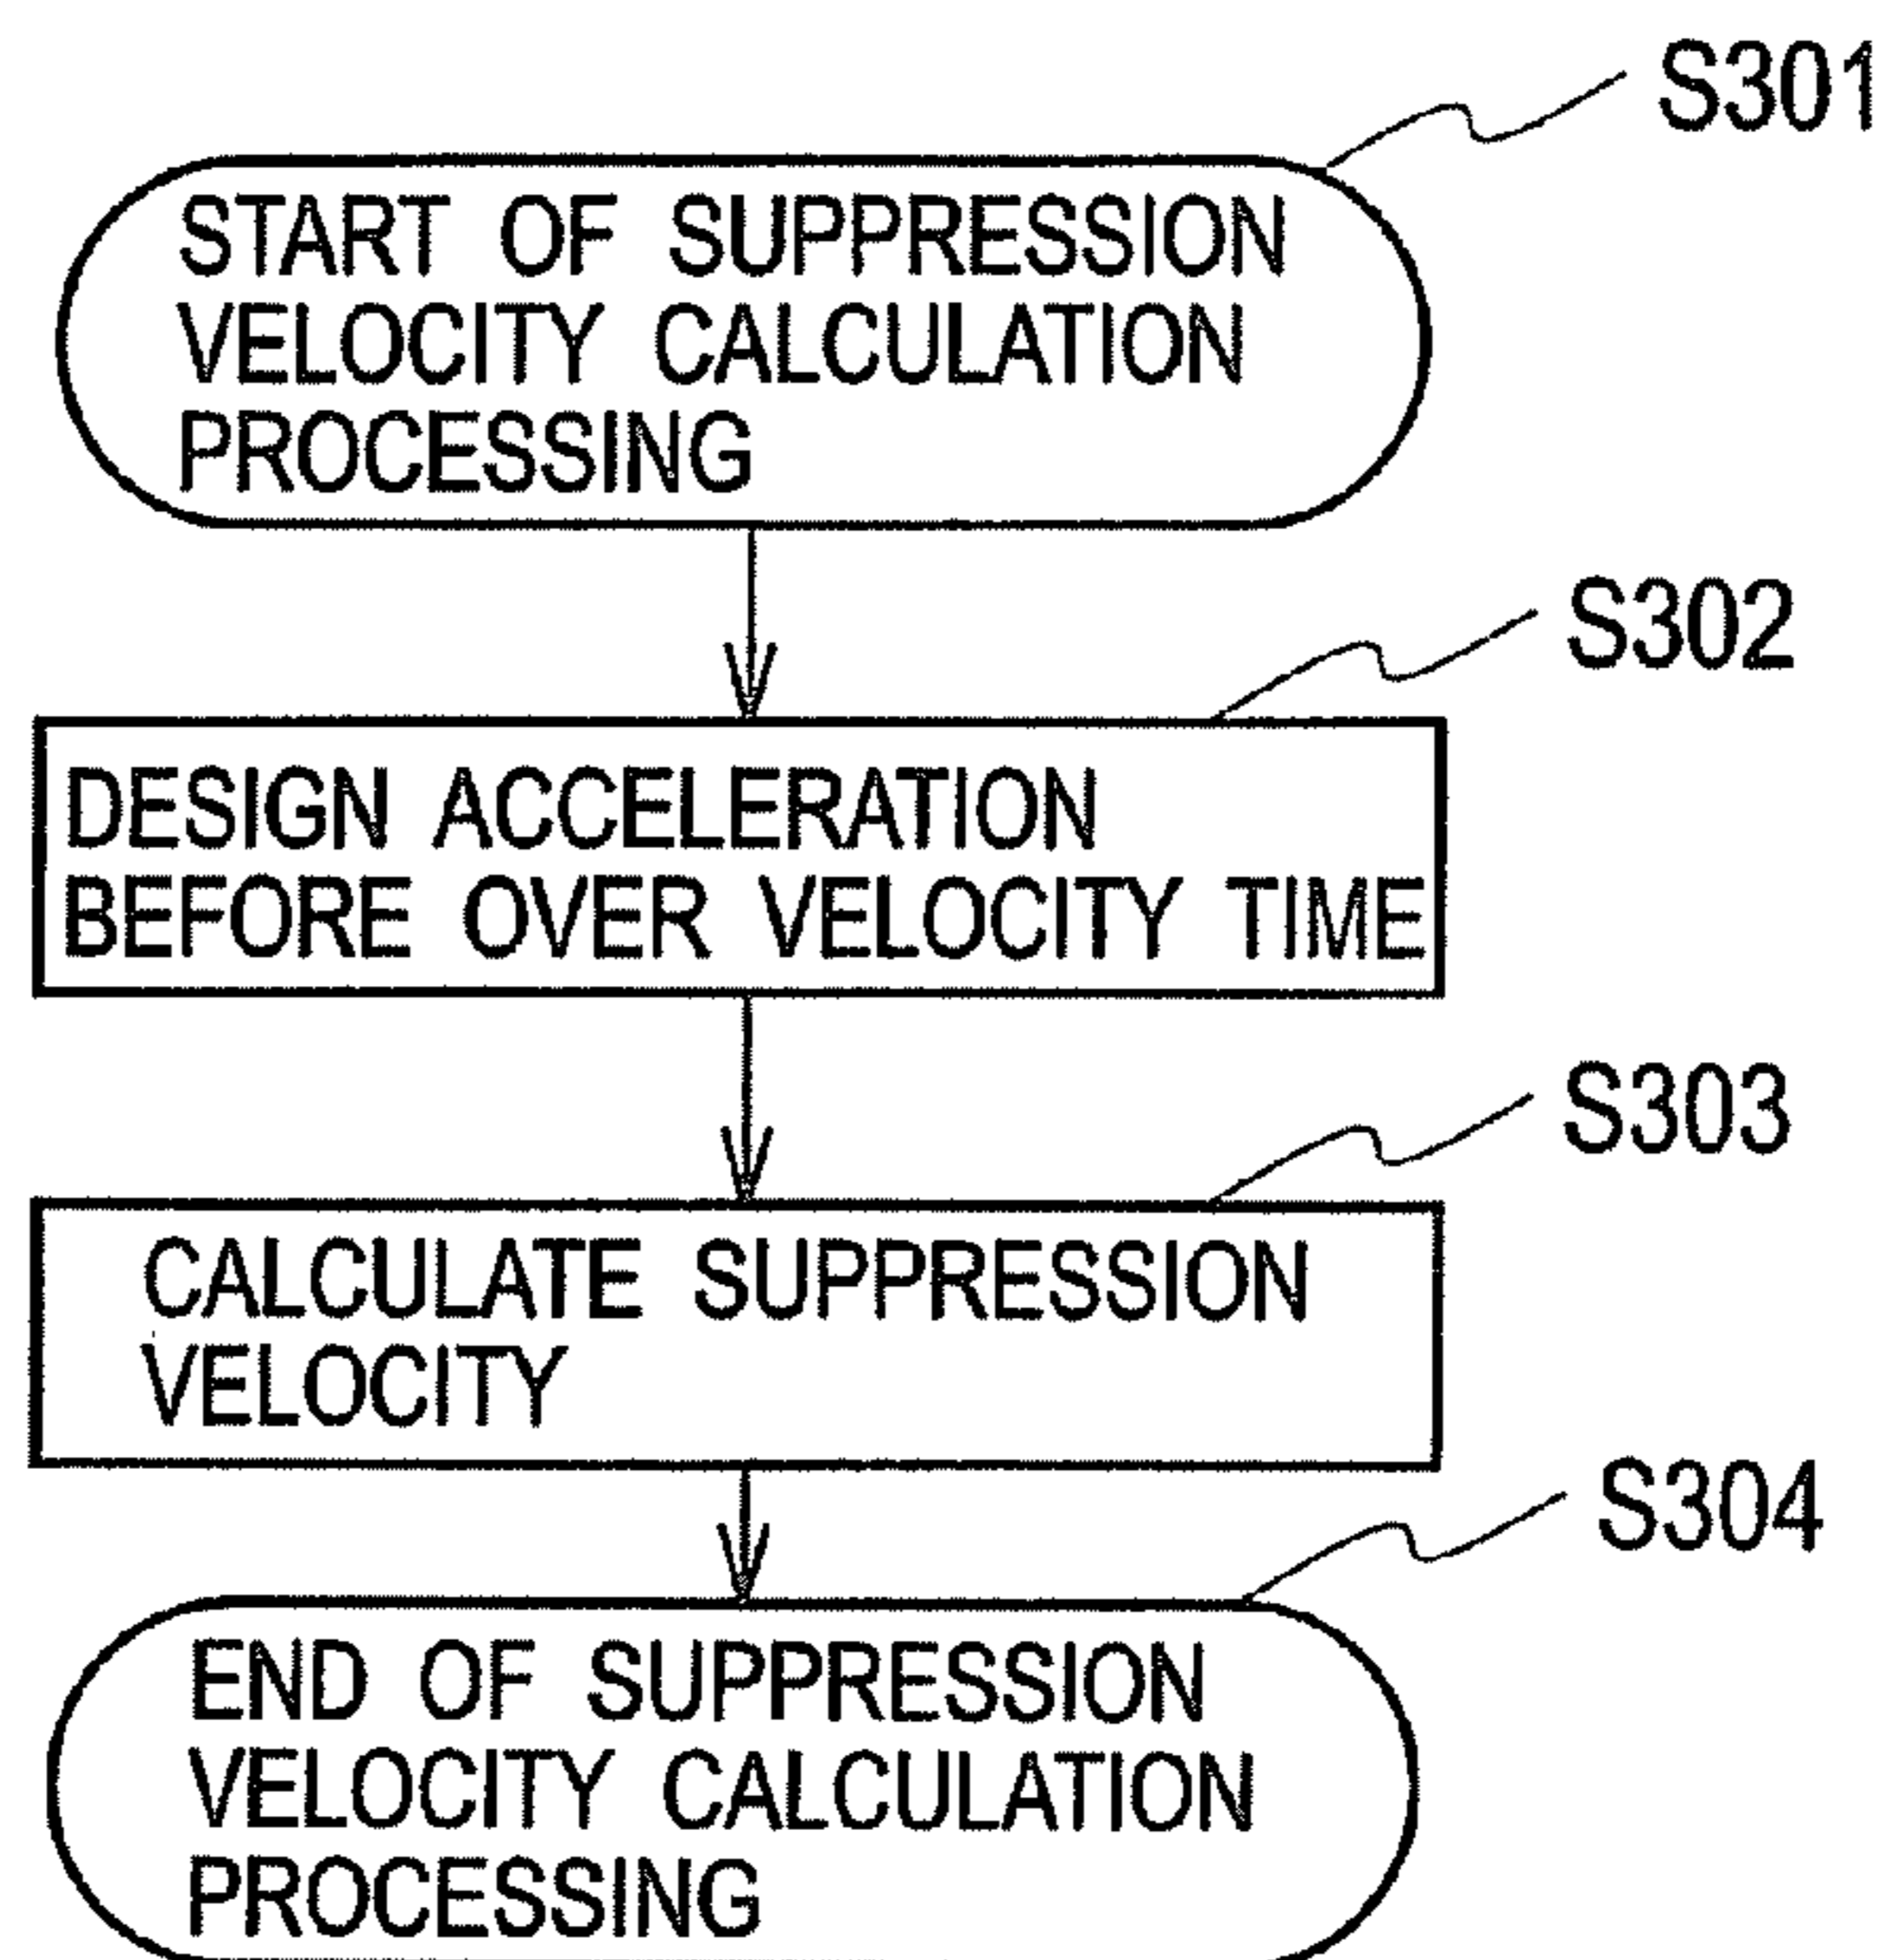 S301
START OF SUPPRESSION
VELOCITY CALCULATION
PROCESSING
S302
DESIGN ACCELERATION
BEFORE OVER VELOCITY TIME
S303
CALCULATE SUPPRESSION
VELOCITY
S304
END OF SUPPRESSION
VELOCITY CALCULATION
PROCESSING